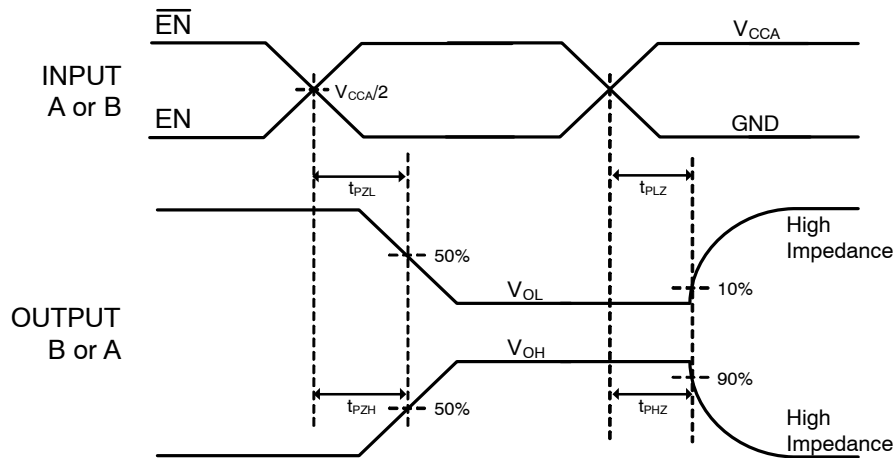 EN
INPUT
A or B
EN
V_CCA/2
V_CCA
GND
t_PZL
t_PLZ
OUTPUT
B or A
50%
V_OL
10%
High
Impedance
V_OH
90%
50%
t_PZH
t_PHZ
High
Impedance